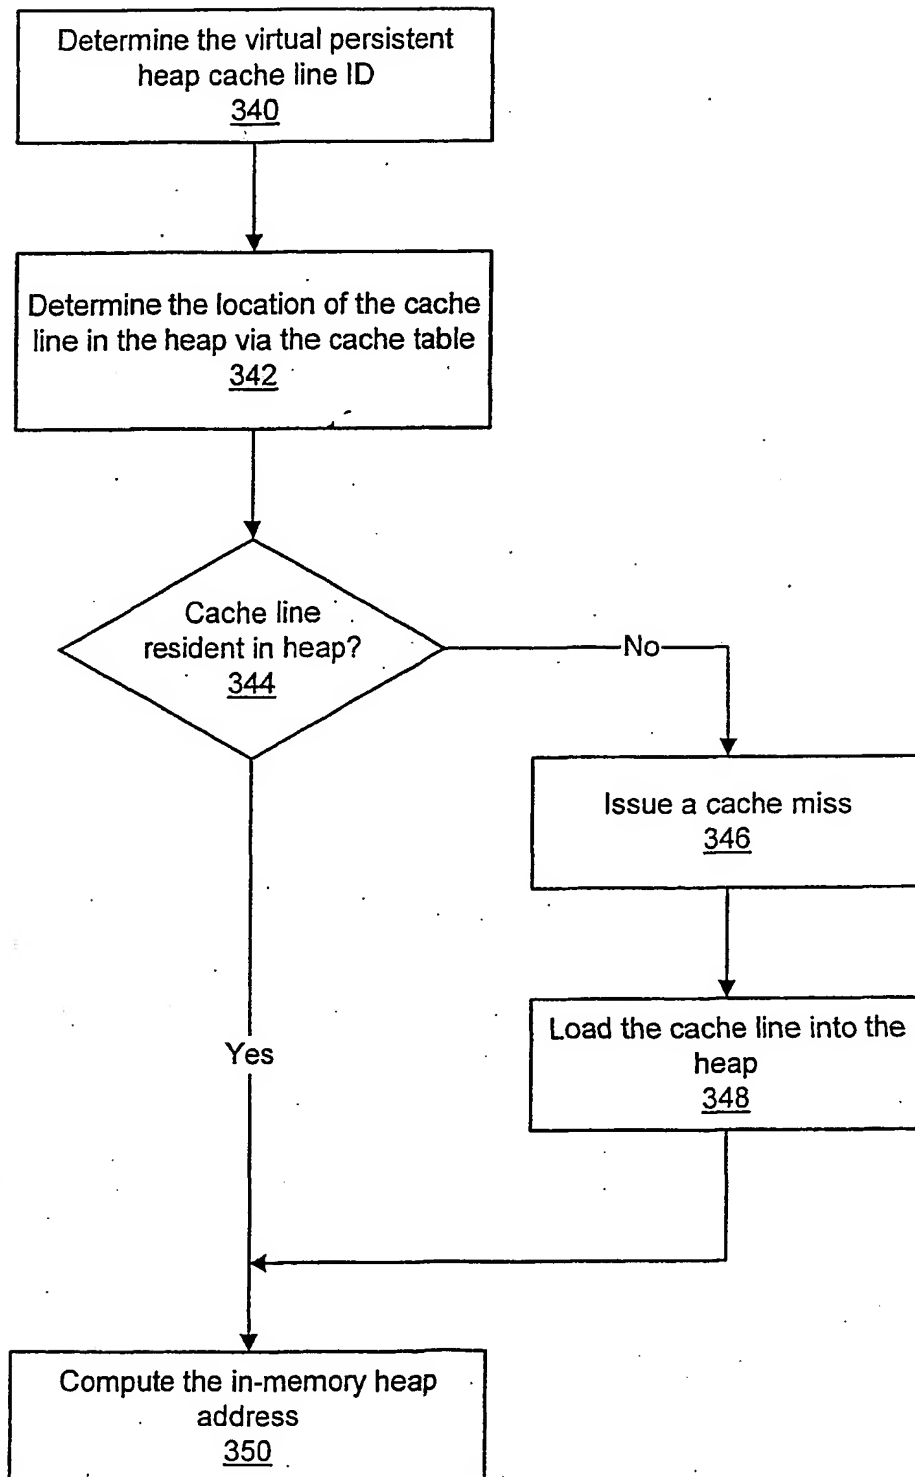 Determine the virtual persistent
heap cache line ID
340
Determine the location of the cache
line in the heap via the cache table
342
Cache line
resident in heap?
344
No
Issue a cache miss
346
Load the cache line into the
heap
348
Yes
Compute the in-memory heap
address
350